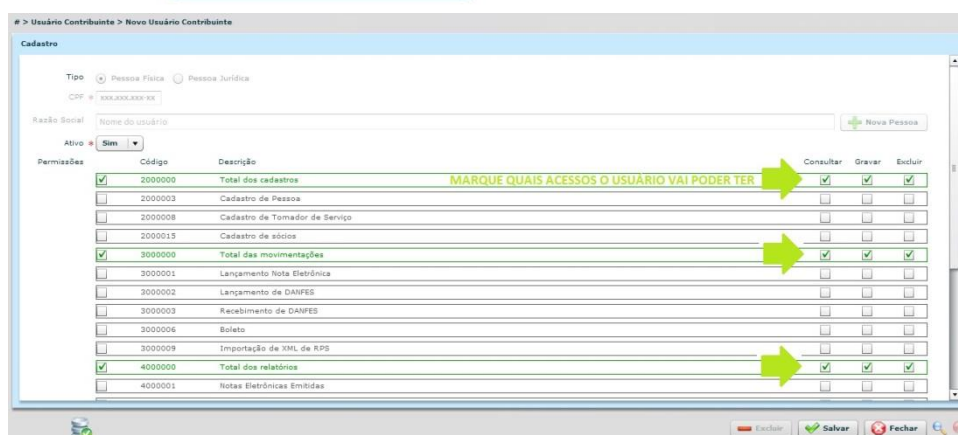 # > Usuário Contribuinte > Novo Usuário Contribuinte
Cadastro
Tipo Pessoa Física Pessoa Jurídica
CPF * xxx.xxx.xxx-xx
Razão Social Nome do usuário Nova Pessoa
Ativo * Sim
Permissões Código Descrição Consultar Gravar Excluir
2000000 Total dos cadastros MARQUE QUAIS ACESSOS O USUÁRIO VAI PODER TER
2000003 Cadastro de Pessoa
2000008 Cadastro de Tomador de Serviço
2000015 Cadastro de sócios
3000000 Total das movimentações
3000001 Lançamento Nota Eletrônica
3000002 Lançamento de DANFES
3000003 Recebimento de DANFES
3000006 Boleto
3000009 Importação de XML de RPS
4000000 Total dos relatórios
4000001 Notas Eletrônicas Emitidas
Excluir Salvar Fechar